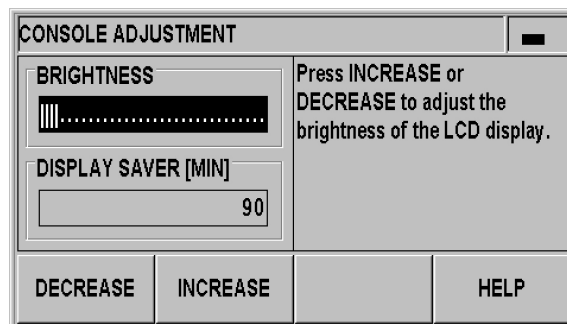 CONSOLE ADJUSTMENT
BRIGHTNESS
Press INCREASE or
DECREASE to adjust the
brightness of the LCD display.
DISPLAY SAVER [MIN]
90
DECREASE
INCREASE
HELP